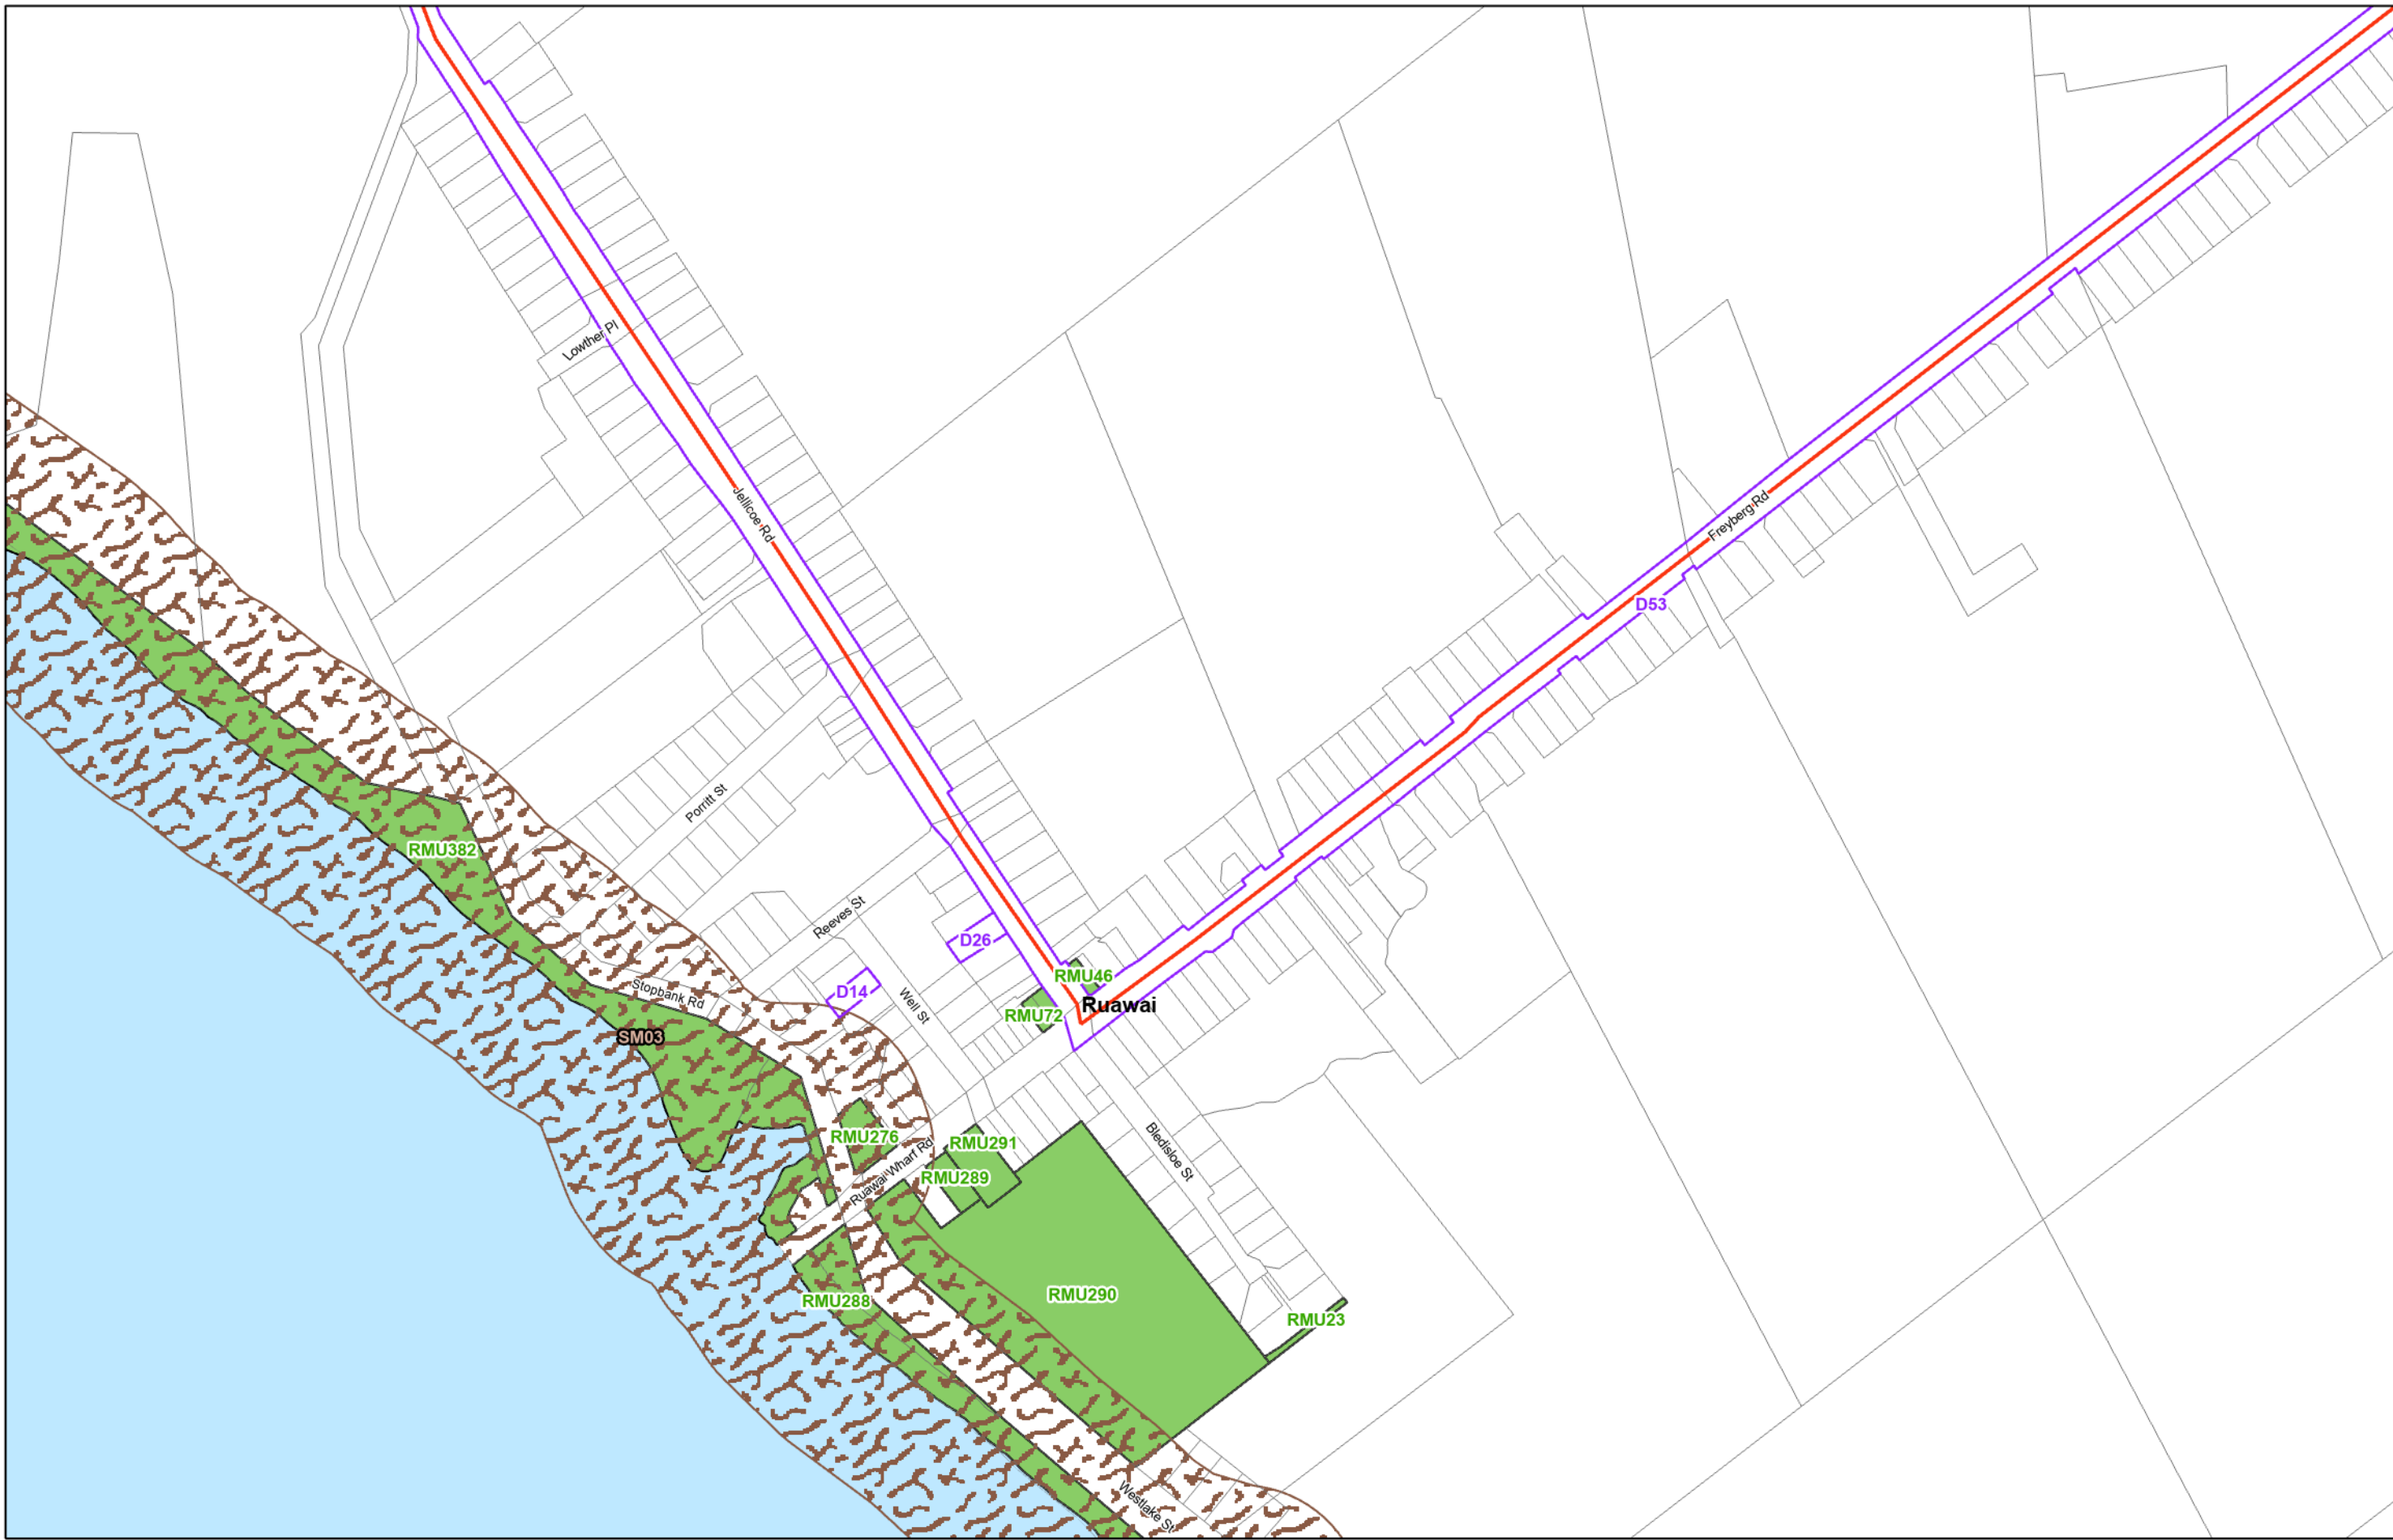 Lowther Pl
Jellicoe Rd
Freyberg Rd
D53
Porritt St
RMU382
Reeves St
D26
D14
Well St
RMU46
Ruawai
RMU72
Stopbank Rd
SM03
RMU276
RMU291
Ruawai Wharf Rd
RMU289
Bledisloe St
RMU290
RMU288
RMU23
Westlake St